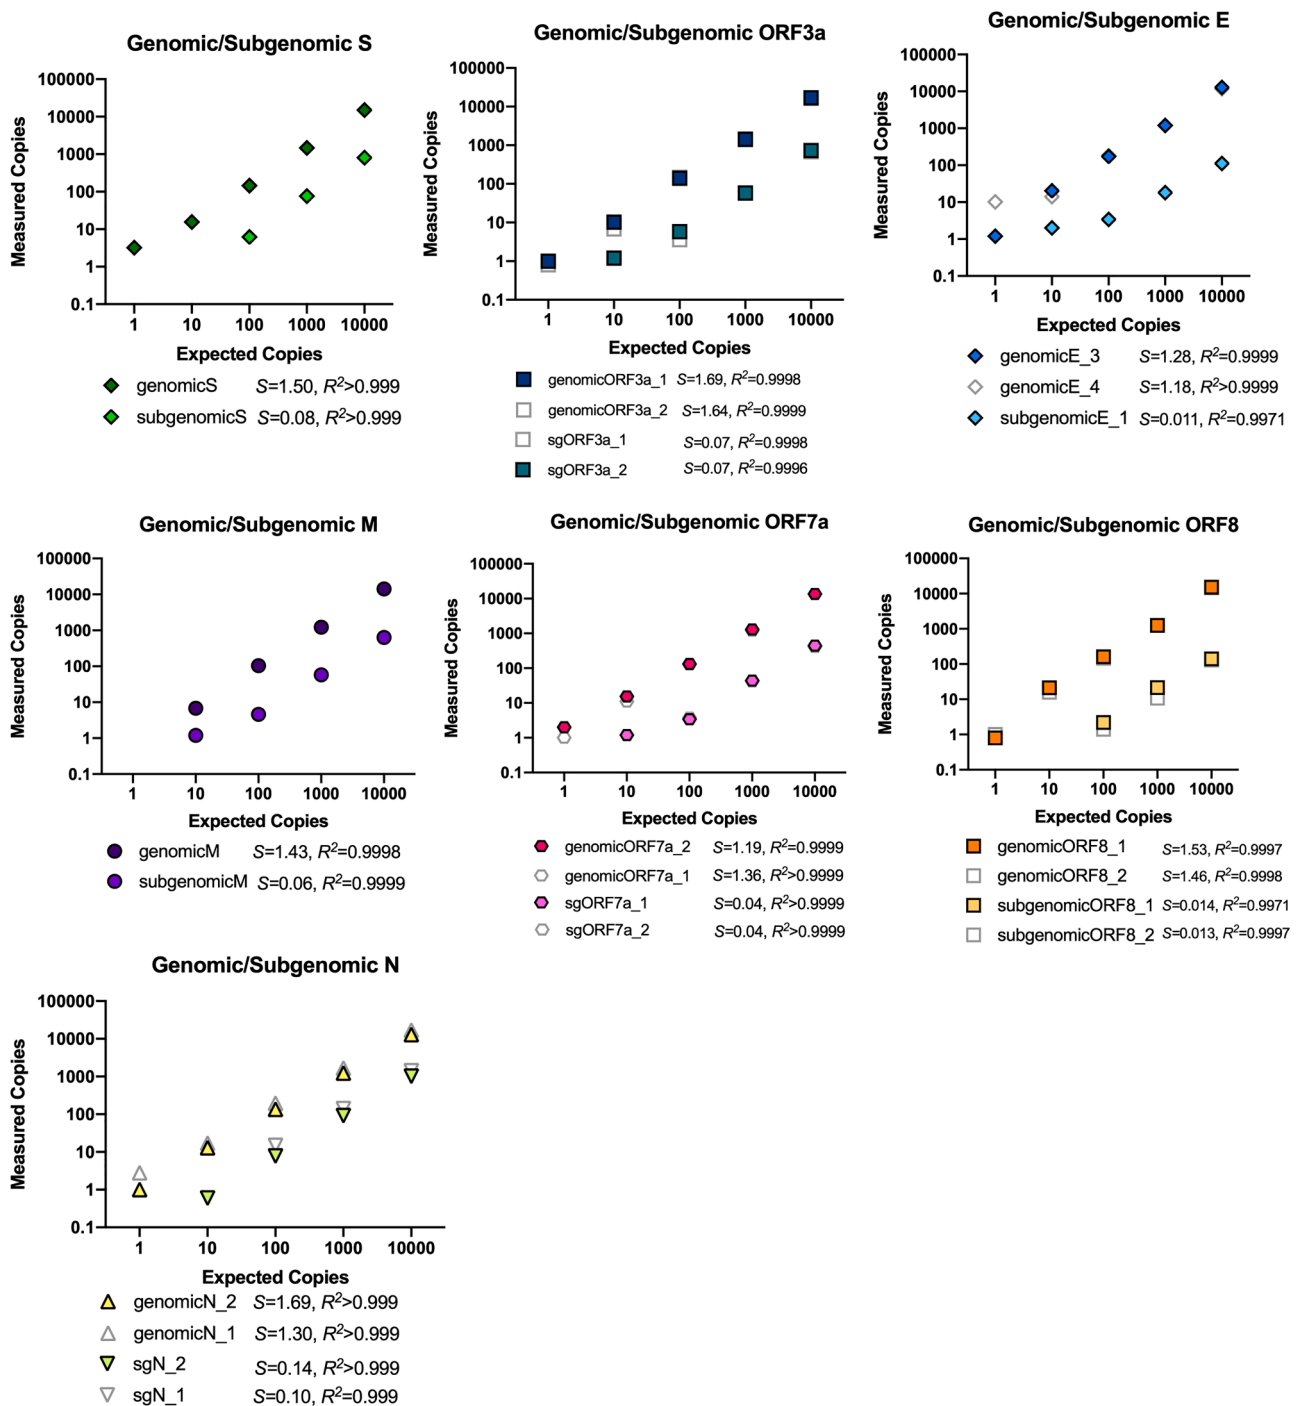 Genomic/Subgenomic S
Measured Copies
100000
10000
1000
100
10
1
0.1
1 10 100 1000 10000
Expected Copies
genomicS S=1.50, R²>0.999
subgenomicS S=0.08, R²>0.999
Genomic/Subgenomic ORF3a
Measured Copies
100000
10000
1000
100
10
1
0.1
1 10 100 1000 10000
Expected Copies
genomicORF3a_1 S=1.69, R²=0.9998
genomicORF3a_2 S=1.64, R²=0.9999
sgORF3a_1 S=0.07, R²=0.9998
sgORF3a_2 S=0.07, R²=0.9996
Genomic/Subgenomic E
Measured Copies
100000
10000
1000
100
10
1
0.1
1 10 100 1000 10000
Expected Copies
genomicE_3 S=1.28, R²=0.9999
genomicE_4 S=1.18, R²>0.9999
subgenomicE_1 S=0.011, R²=0.9971
Genomic/Subgenomic M
Measured Copies
100000
10000
1000
100
10
1
0.1
1 10 100 1000 10000
Expected Copies
genomicM S=1.43, R²=0.9998
subgenomicM S=0.06, R²=0.9999
Genomic/Subgenomic ORF7a
Measured Copies
100000
10000
1000
100
10
1
0.1
1 10 100 1000 10000
Expected Copies
genomicORF7a_2 S=1.19, R²=0.9999
genomicORF7a_1 S=1.36, R²>0.9999
sgORF7a_1 S=0.04, R²>0.9999
sgORF7a_2 S=0.04, R²>0.9999
Genomic/Subgenomic ORF8
Measured Copies
100000
10000
1000
100
10
1
0.1
1 10 100 1000 10000
Expected Copies
genomicORF8_1 S=1.53, R²=0.9997
genomicORF8_2 S=1.46, R²=0.9998
subgenomicORF8_1 S=0.014, R²=0.9971
subgenomicORF8_2 S=0.013, R²=0.9997
Genomic/Subgenomic N
Measured Copies
100000
10000
1000
100
10
1
0.1
1 10 100 1000 10000
Expected Copies
genomicN_2 S=1.69, R²>0.999
genomicN_1 S=1.30, R²>0.999
sgN_2 S=0.14, R²>0.999
sgN_1 S=0.10, R²=0.999